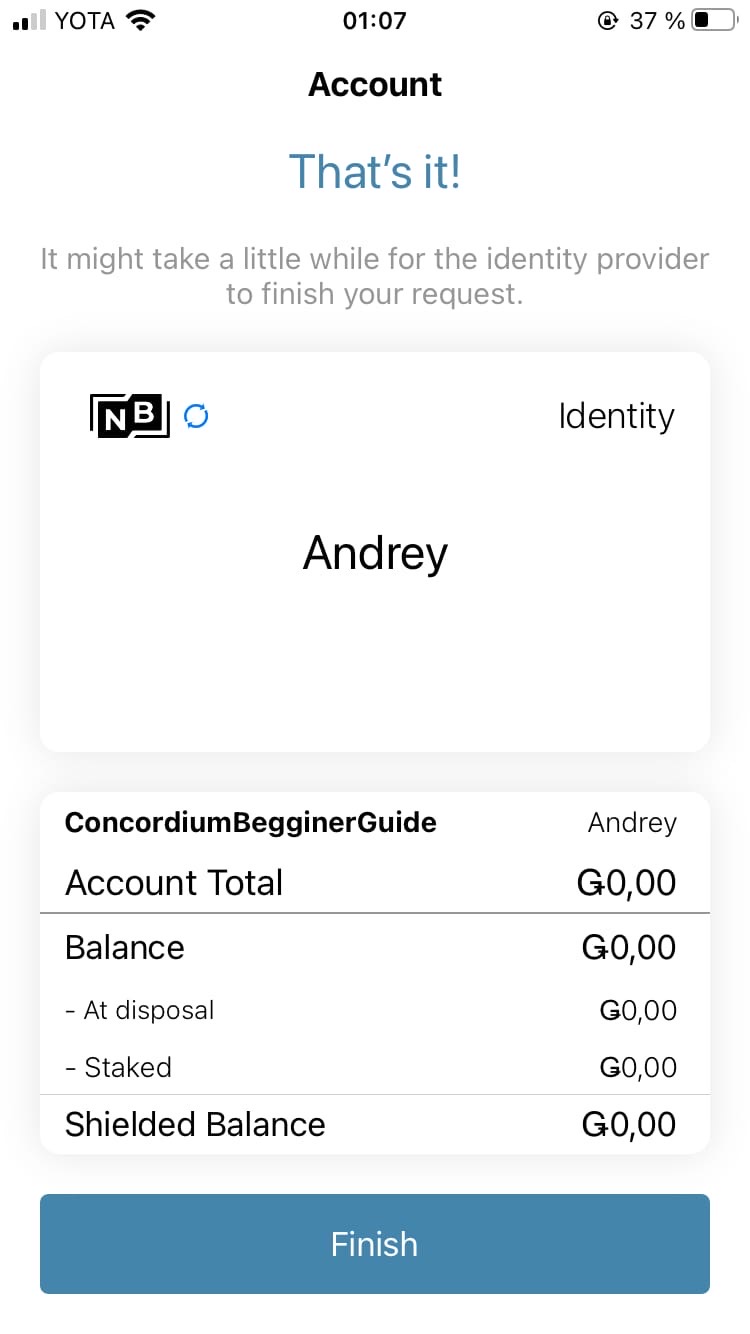 YOTA 01:07 37 %
Account
That's it!
It might take a little while for the identity provider
to finish your request.
NB Identity
Andrey
ConcordiumBegginerGuide Andrey
Account Total Ǥ0,00
Balance Ǥ0,00
- At disposal Ǥ0,00
- Staked Ǥ0,00
Shielded Balance Ǥ0,00
Finish